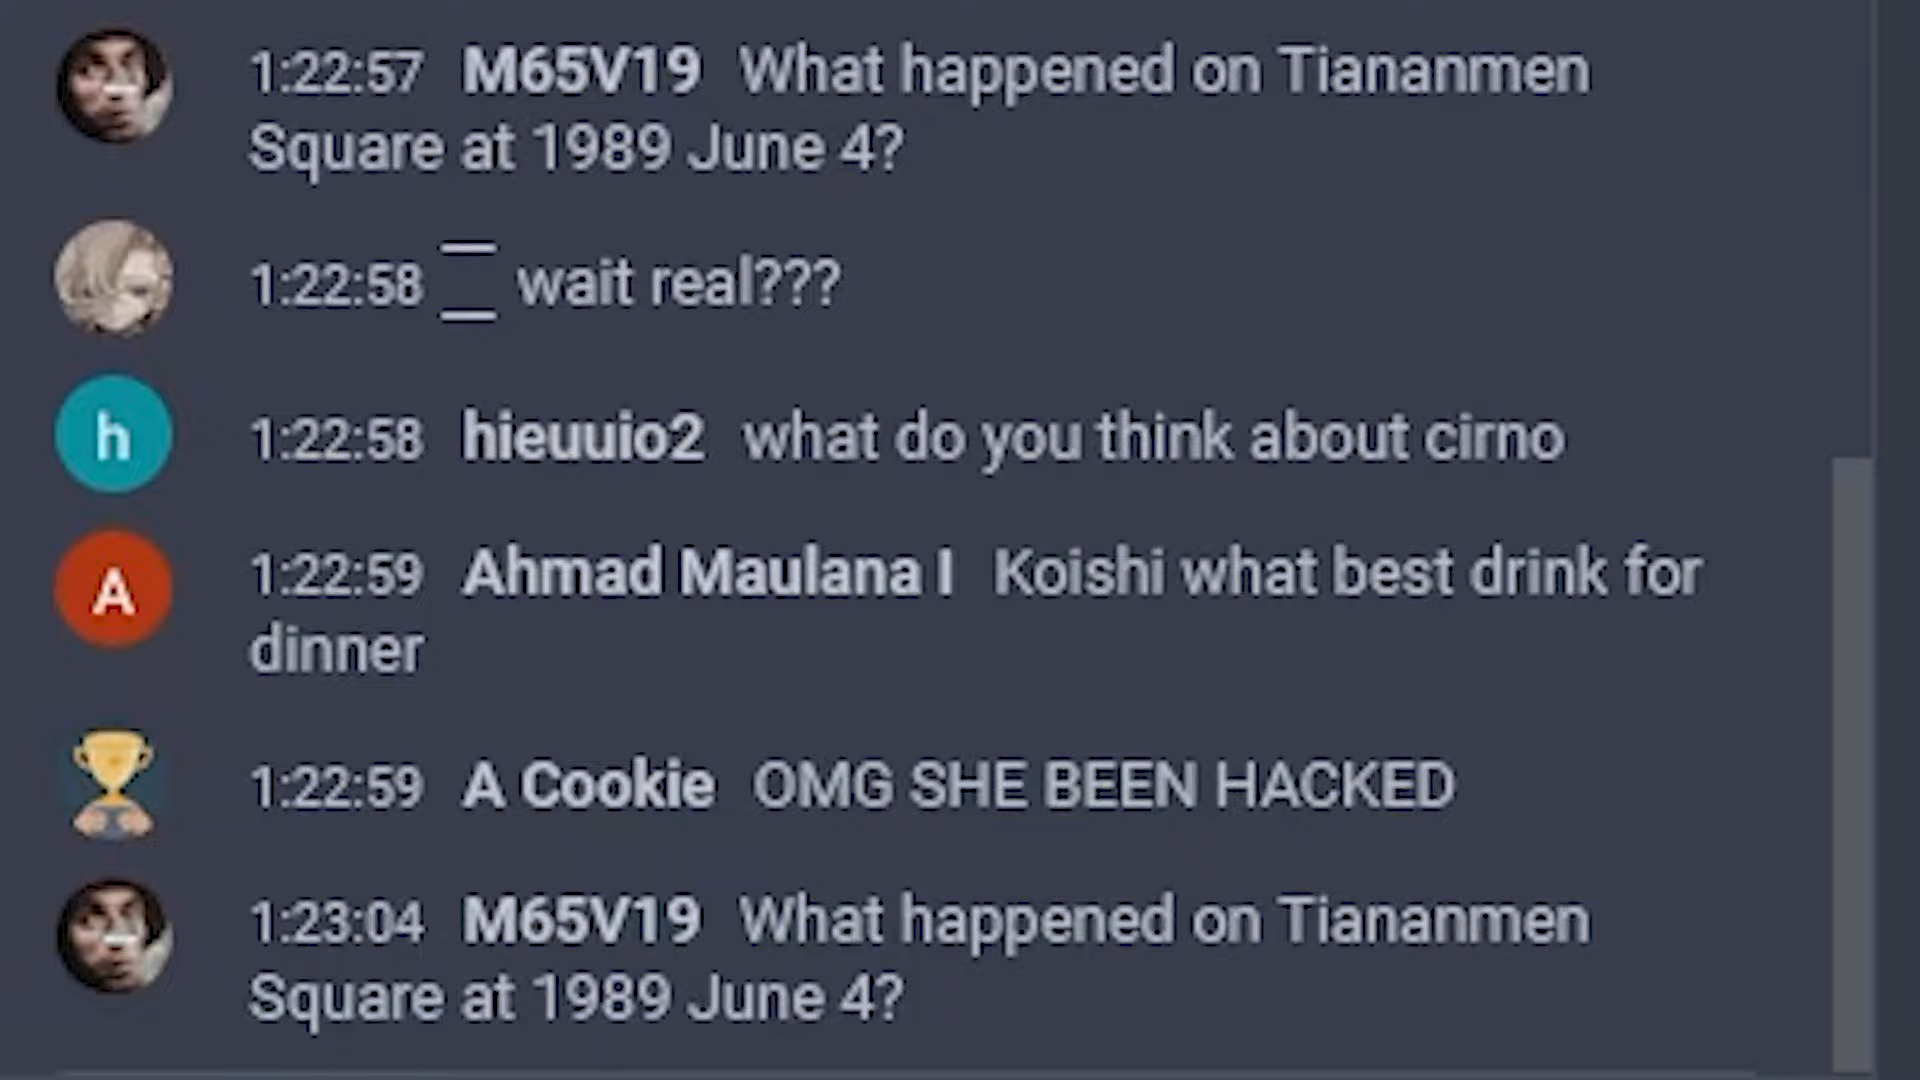 1:22:57 M65V19 What happened on Tiananmen
Square at 1989 June 4?
1:22:58 — _ wait real???
h 1:22:58 hieuuio2 what do you think about cirno
A 1:22:59 Ahmad Maulana I Koishi what best drink for
dinner
1:22:59 A Cookie OMG SHE BEEN HACKED
1:23:04 M65V19 What happened on Tiananmen
Square at 1989 June 4?